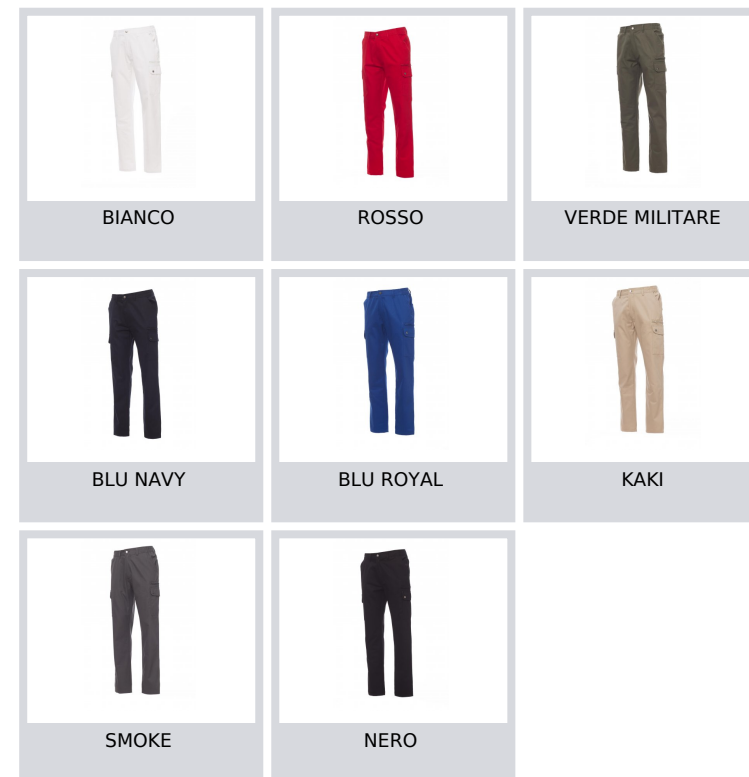 BIANCO
ROSSO
VERDE MILITARE
BLU NAVY
BLU ROYAL
KAKI
SMOKE
NERO